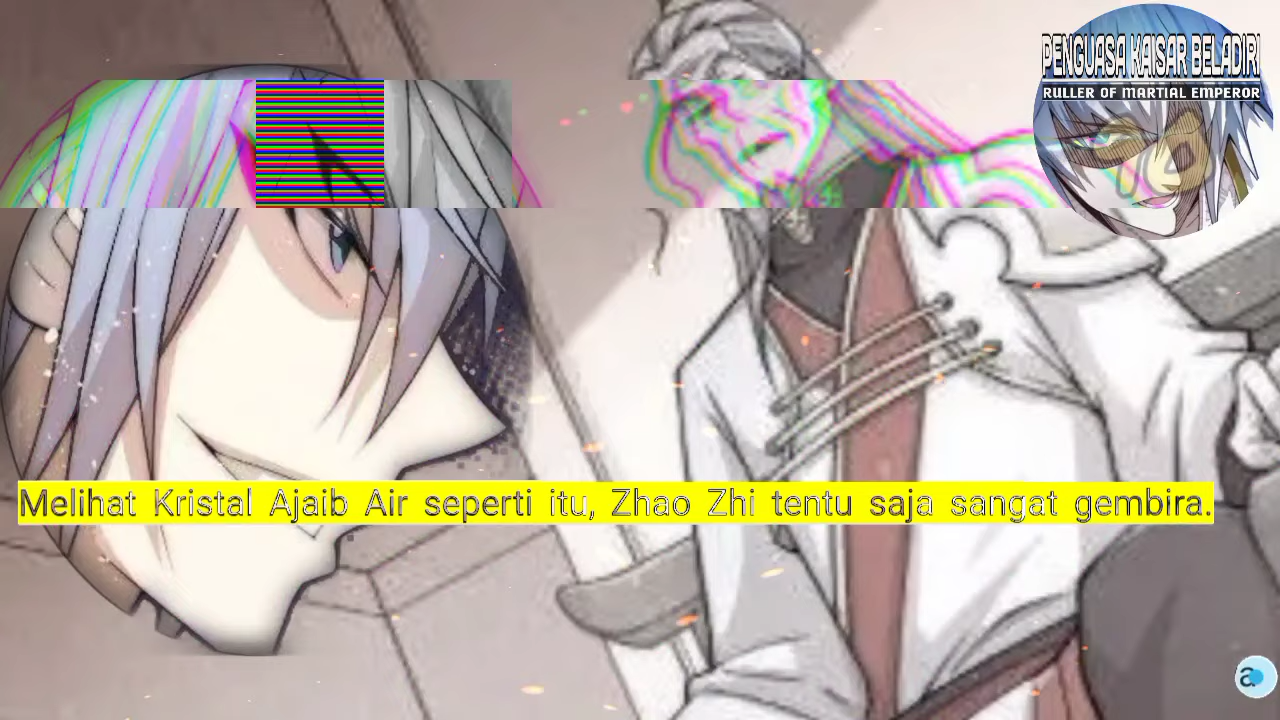 PENGUASA KAISAR BELADIRI
RULLER OF MARTIAL EMPEROR
Melihat Kristal Ajaib Air seperti itu, Zhao Zhi tentu saja sangat gembira.
a